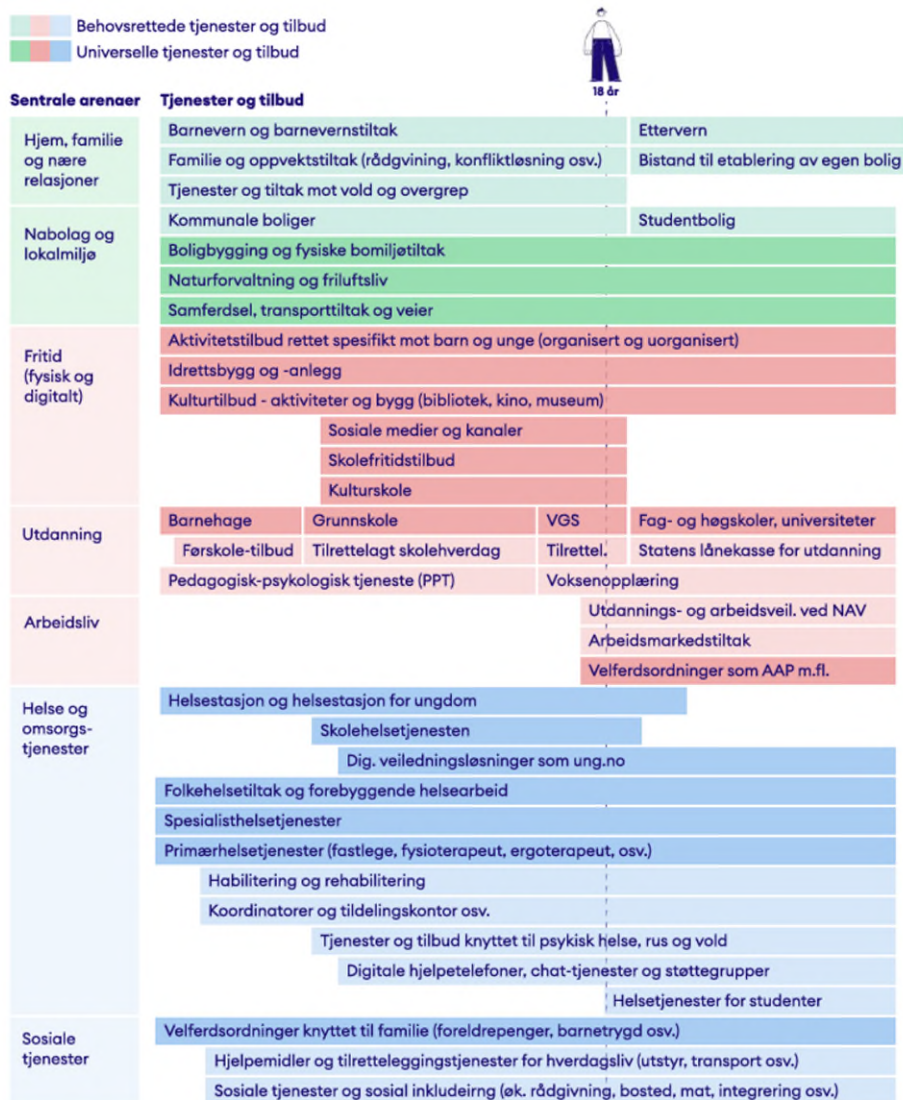 Behovsrettede tjenester og tilbud
Universelle tjenester og tilbud
18 år
Sentrale arenaer
Tjenester og tilbud
Hjem, familie
og nære
relasjoner
Barnevern og barnevernstiltak
Ettervern
Familie og oppvektstiltak (rådgvining, konfliktløsning osv.)
Bistand til etablering av egen bolig
Tjenester og tiltak mot vold og overgrep
Nabolag og
lokalmiljø
Kommunale boliger
Studentbolig
Boligbygging og fysiske bomiljøtiltak
Naturforvaltning og friluftsliv
Samferdsel, transporttiltak og veier
Fritid
(fysisk og
digitalt)
Aktivitetstilbud rettet spesifikt mot barn og unge (organisert og uorganisert)
Idrettsbygg og -anlegg
Kulturtilbud - aktiviteter og bygg (bibliotek, kino, museum)
Sosiale medier og kanaler
Skolefritidstilbud
Kulturskole
Utdanning
Barnehage
Grunnskole
VGS
Fag- og høgskoler, universiteter
Førskole-tilbud
Tilrettelagt skolehverdag
Tilrettel.
Statens lånekasse for utdanning
Pedagogisk-psykologisk tjeneste (PPT)
Voksenopplæring
Arbeidsliv
Utdannings- og arbeidsveil. ved NAV
Arbeidsmarkedstiltak
Velferdsordninger som AAP m.fl.
Helse og
omsorgs-
tjenester
Helsestasjon og helsestasjon for ungdom
Skolehelsetjenesten
Dig. veiledningsløsninger som ung.no
Folkehelsetiltak og forebyggende helsearbeid
Spesialisthelsetjenester
Primærhelsetjenester (fastlege, fysioterapeut, ergoterapeut, osv.)
Habilitering og rehabilitering
Koordinatorer og tildelingskontor osv.
Tjenester og tilbud knyttet til psykisk helse, rus og vold
Digitale hjelpetelefoner, chat-tjenester og støttegrupper
Helsetjenester for studenter
Sosiale
tjenester
Velferdsordninger knyttet til familie (foreldrepenger, barnetrygd osv.)
Hjelpemidler og tilretteleggingstjenester for hverdagsliv (utstyr, transport osv.)
Sosiale tjenester og sosial inkludeirng (øk. rådgivning, bosted, mat, integrering osv.)